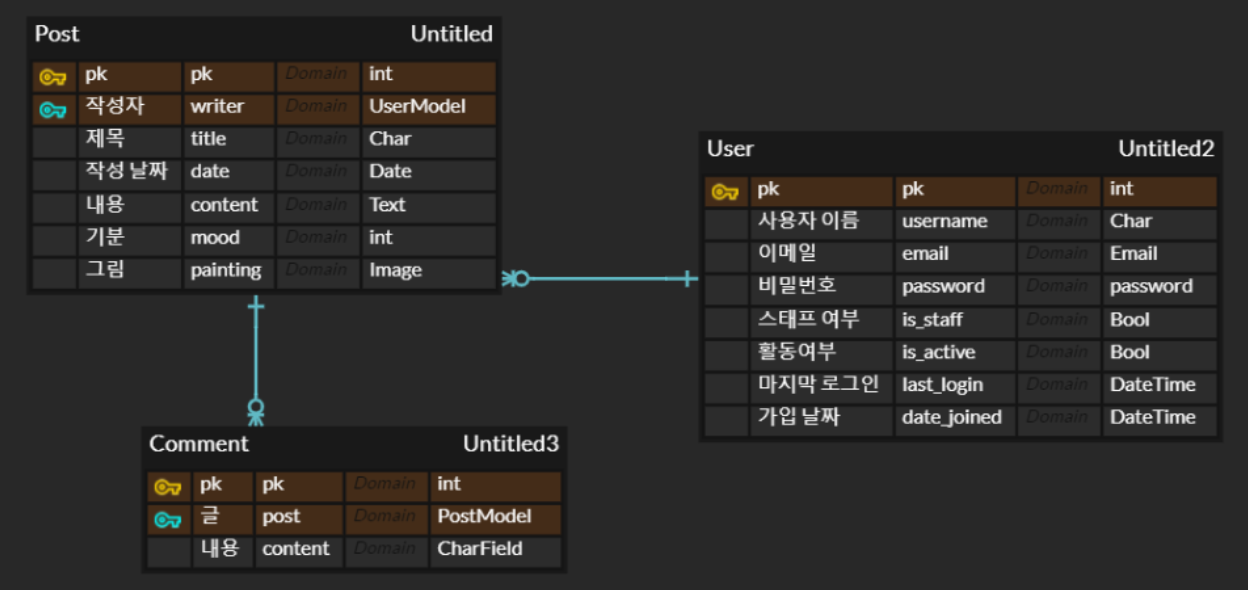 Post Untitled
pk pk Domain int
작성자 writer Domain UserModel
제목 title Domain Char
작성 날짜 date Domain Date
내용 content Domain Text
기분 mood Domain int
그림 painting Domain Image
User Untitled2
pk pk Domain int
사용자 이름 username Domain Char
이메일 email Domain Email
비밀번호 password Domain password
스태프 여부 is_staff Domain Bool
활동여부 is_active Domain Bool
마지막 로그인 last_login Domain DateTime
가입 날짜 date_joined Domain DateTime
Comment Untitled3
pk pk Domain int
글 post Domain PostModel
내용 content Domain CharField